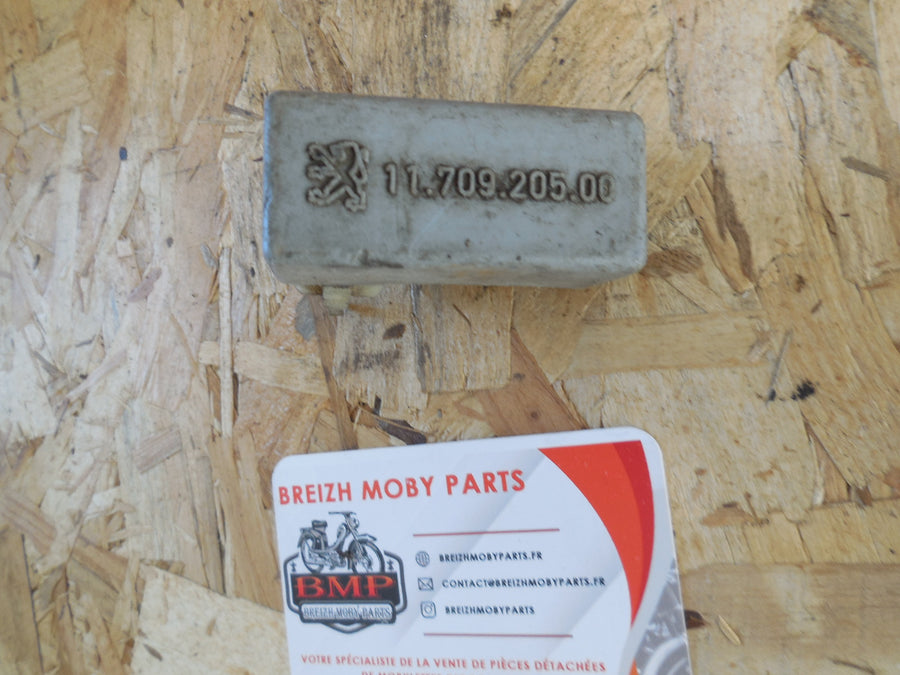 11.709.205.00
BREIZH MOBY PARTS
BMP
BREIZH MOBY PARTS
BREIZHMOBYPARTS.FR
CONTACT@BREIZHMOBYPARTS.FR
BREIZHMOBYPARTS
VOTRE SPÉCIALISTE DE LA VENTE DE PIÈCES DÉTACHÉES